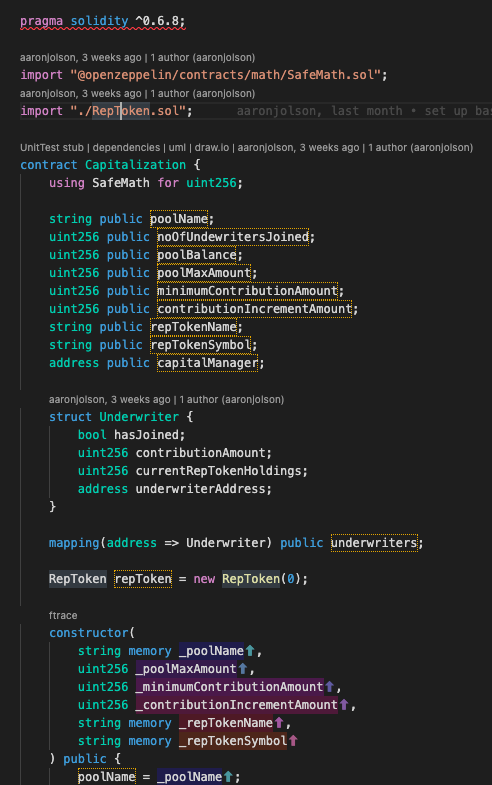 pragma solidity ^0.6.8;
aaronjolson, 3 weeks ago | 1 author (aaronjolson)
import "@openzeppelin/contracts/math/SafeMath.sol";
aaronjolson, 3 weeks ago | 1 author (aaronjolson)
import "./RepToken.sol"; aaronjolson, last month • set up bas
UnitTest stub | dependencies | uml | draw.io | aaronjolson, 3 weeks ago | 1 author (aaronjolson)
contract Capitalization {
using SafeMath for uint256;
string public poolName;
uint256 public noOfUndewritersJoined;
uint256 public poolBalance;
uint256 public poolMaxAmount;
uint256 public minimumContributionAmount;
uint256 public contributionIncrementAmount;
string public repTokenName;
string public repTokenSymbol;
address public capitalManager;
aaronjolson, 3 weeks ago | 1 author (aaronjolson)
struct Underwriter {
bool hasJoined;
uint256 contributionAmount;
uint256 currentRepTokenHoldings;
address underwriterAddress;
}
mapping(address => Underwriter) public underwriters;
RepToken repToken = new RepToken(0);
ftrace
constructor(
string memory _poolName⬆,
uint256 _poolMaxAmount⬆,
uint256 _minimumContributionAmount⬆,
uint256 _contributionIncrementAmount⬆,
string memory _repTokenName⬆,
string memory _repTokenSymbol⬆
) public {
poolName = _poolName⬆;